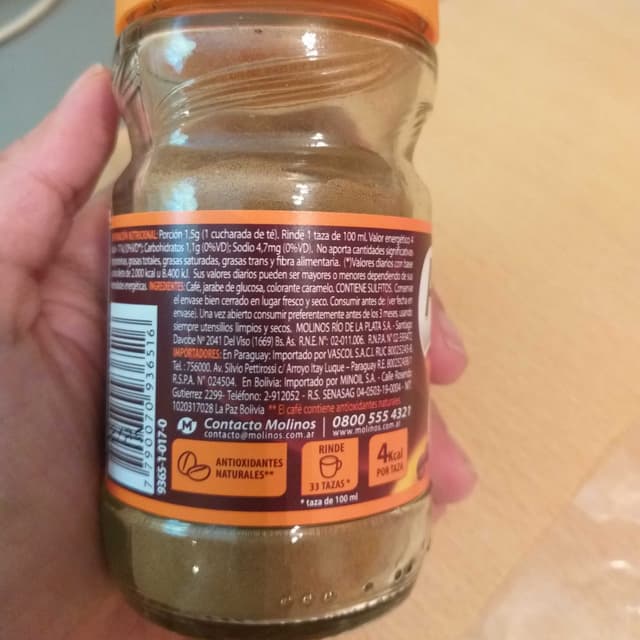 NUTRICIONAL: Porción 1,5g (1 cucharada de té). Rinde 1 taza de 100 ml. Valor energético 4
Carbohidratos 1,1g (0%VD); Sodio 4,7mg (0%VD). No aporta cantidades significativas
grasas totales, grasas saturadas, grasas trans y fibra alimentaria. (*)Valores diarios con base
dieta de 2.000 kcal u 8.400 kJ. Sus valores diarios pueden ser mayores o menores dependiendo de sus
energéticas. INGREDIENTES: Café, jarabe de glucosa, colorante caramelo. CONTIENE SULFITOS. Conservar
el envase bien cerrado en lugar fresco y seco. Consumir antes de: (ver fecha en
envase). Una vez abierto consumir preferentemente antes de los 3 meses, usando
siempre utensilios limpios y secos. MOLINOS RÍO DE LA PLATA S.A.- Santiago
Davobe Nº 2041 Del Viso (1669) Bs. As. R.N.E. Nº: 02-011.006. R.N.P.A. Nº
IMPORTADORES: En Paraguay: Importado por VASCOL S.A.C.I. RUC
Tel.: 756000. Av. Silvio Pettirossi c/ Arroyo Itay Luque – Paraguay R.E.
R.S.P.A. N° 024504. En Bolivia: Importado por MINOIL S.A. - Calle Rosendo
Gutierrez 2299- Teléfono: 2-912052 - R.S. SENASAG 04-0503-19-0004 - NIT
1020317028 La Paz Bolivia ** El café contiene antioxidantes naturales.
M Contacto Molinos
contacto@molinos.com.ar
0800 555 4321
www.molinos.com.ar
ANTIOXIDANTES
NATURALES**
RINDE
33 TAZAS *
* taza de 100 ml
4Kcal
POR TAZA
7 790070 936516
9365-1-017-0